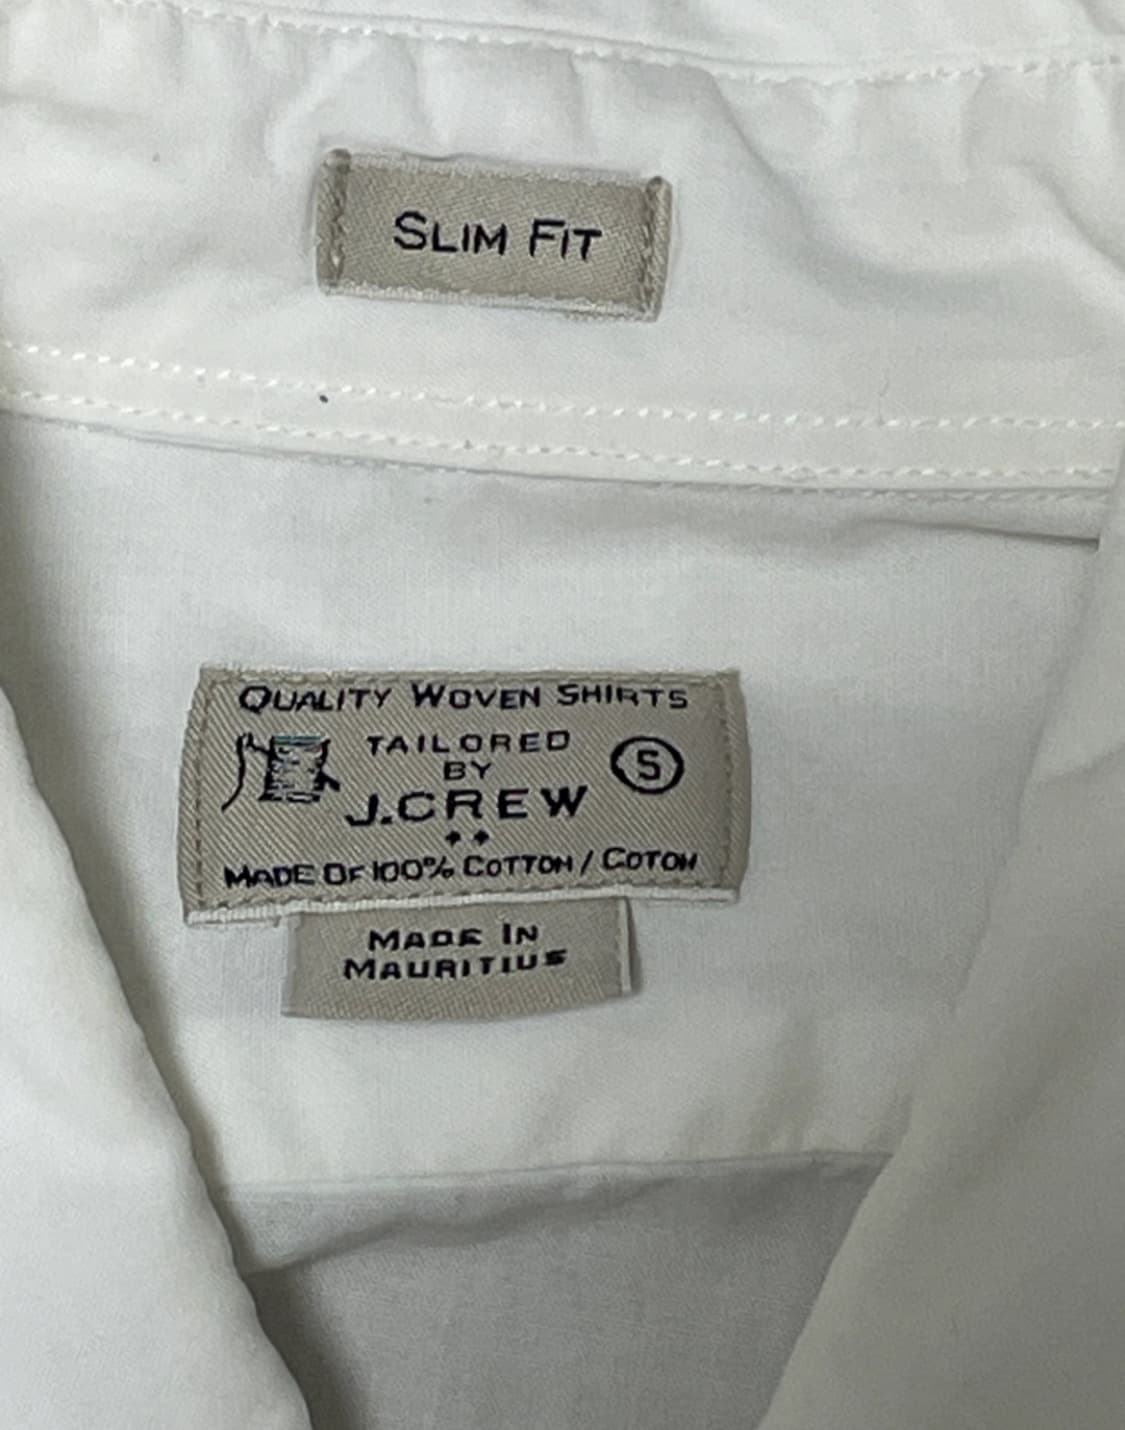 SLIM FIT
QUALITY WOVEN SHIRTS
TAILORED
BY
S
J.CREW
MADE OF 100% COTTON / COTON
MADE IN
MAURITIUS